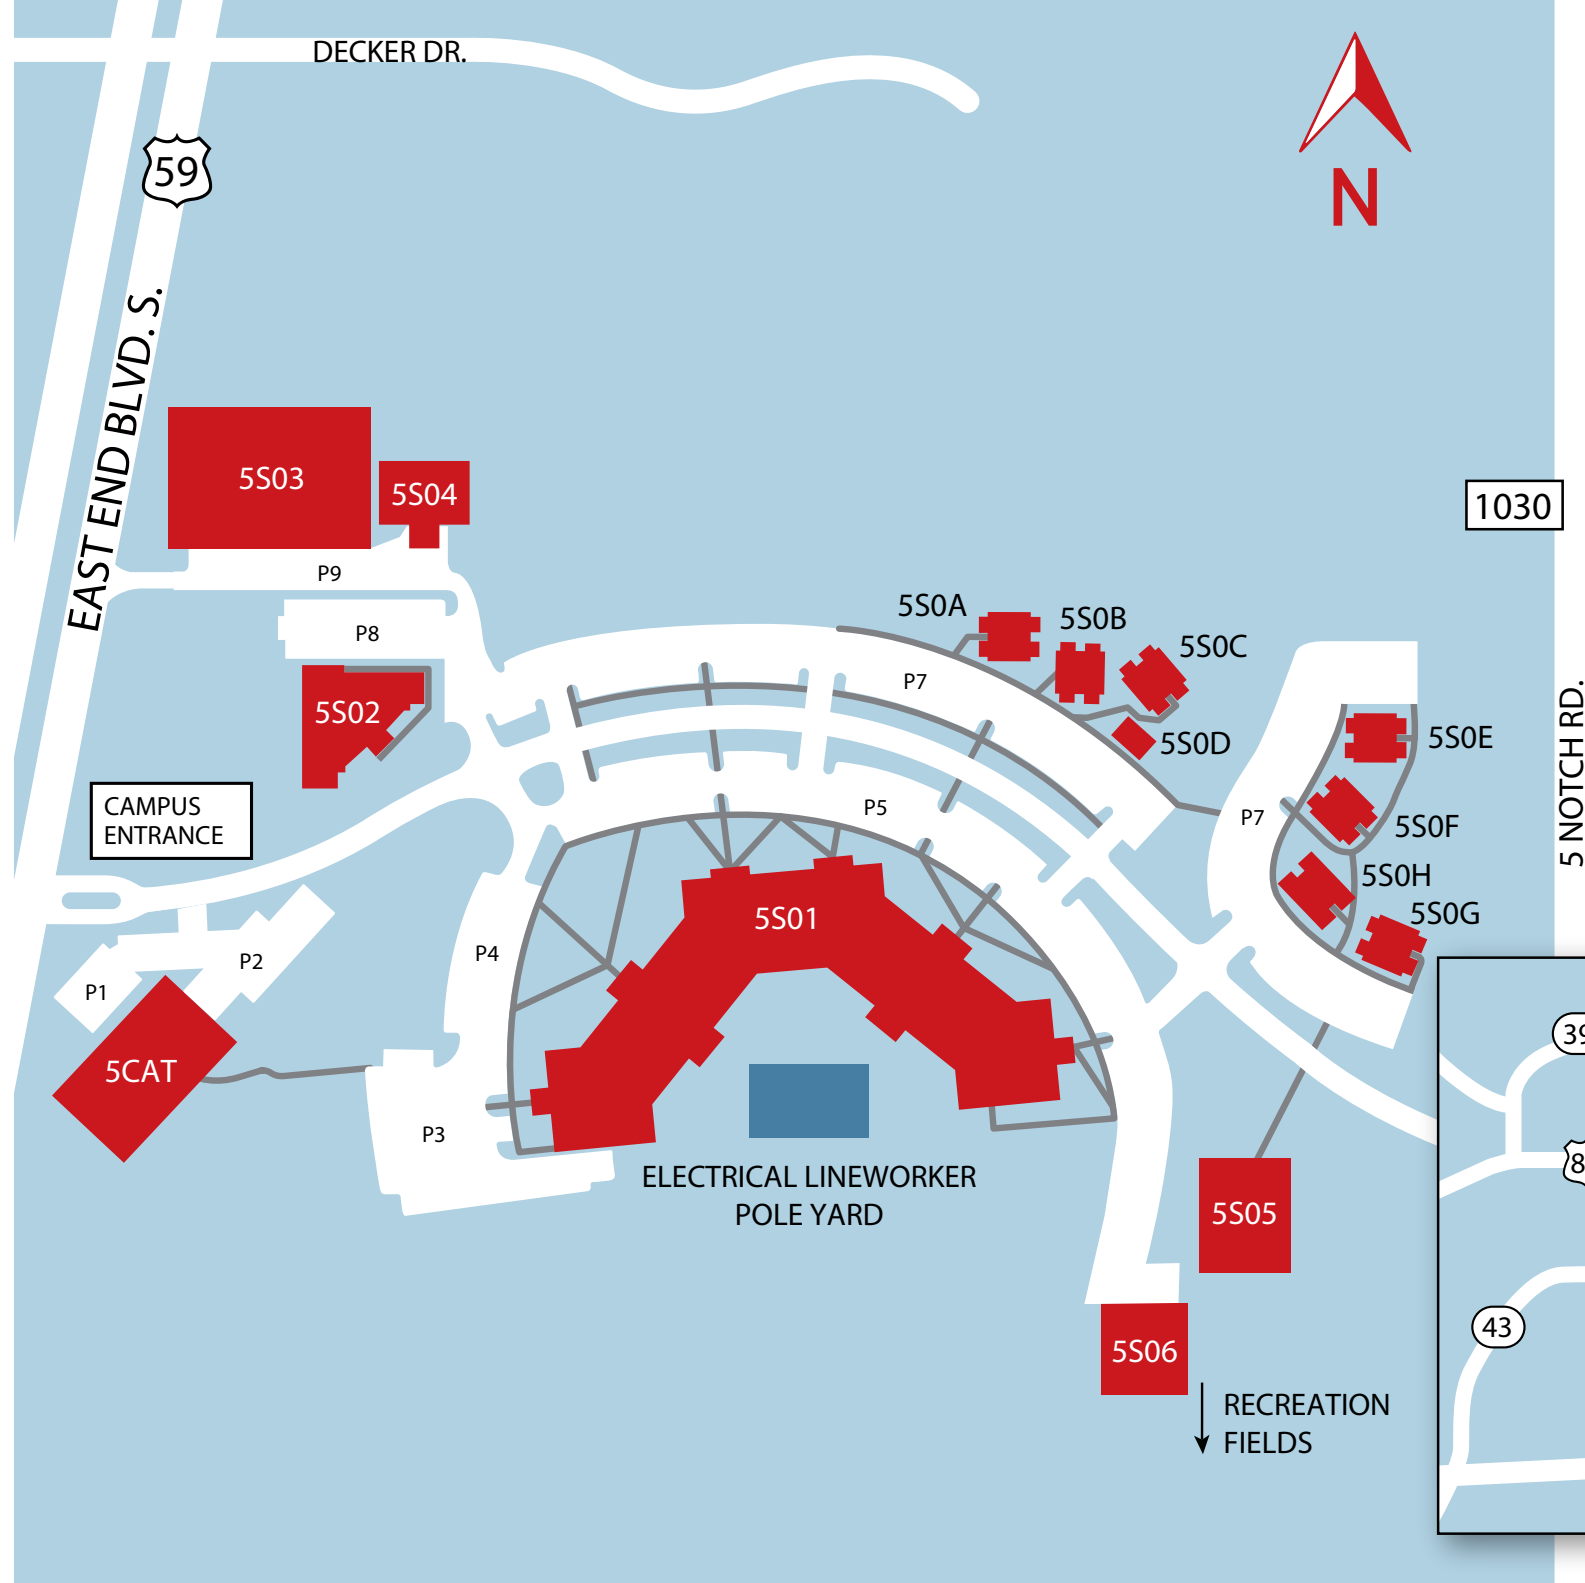 DECKER DR.
59
N
EAST END BLVD. S.
5S03
5S04
1030
P9
5S0A
5S0B
P8
5S0C
P7
5S02
5S0D
5S0E
5 NOTCH RD.
CAMPUS
ENTRANCE
P5
P7
5S0F
5S0H
5S01
5S0G
P4
P2
P1
39
5CAT
P3
8
ELECTRICAL LINEWORKER
POLE YARD
5S05
43
5S06
RECREATION
FIELDS